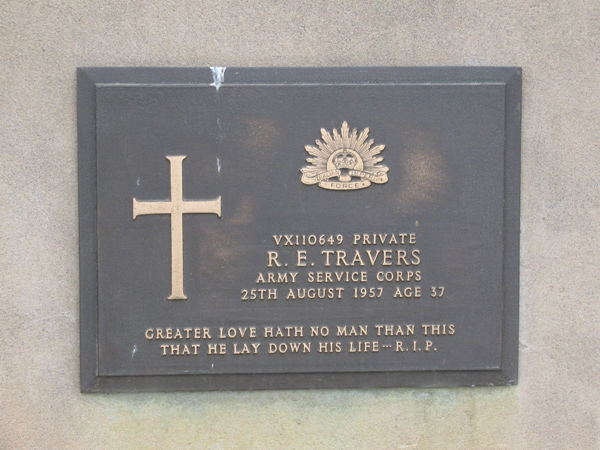 FORCE
VX110649 PRIVATE
R. E. TRAVERS
ARMY SERVICE CORPS
25TH AUGUST 1957 AGE 37
GREATER LOVE HATH NO MAN THAN THIS
THAT HE LAY DOWN HIS LIFE···R.I.P.